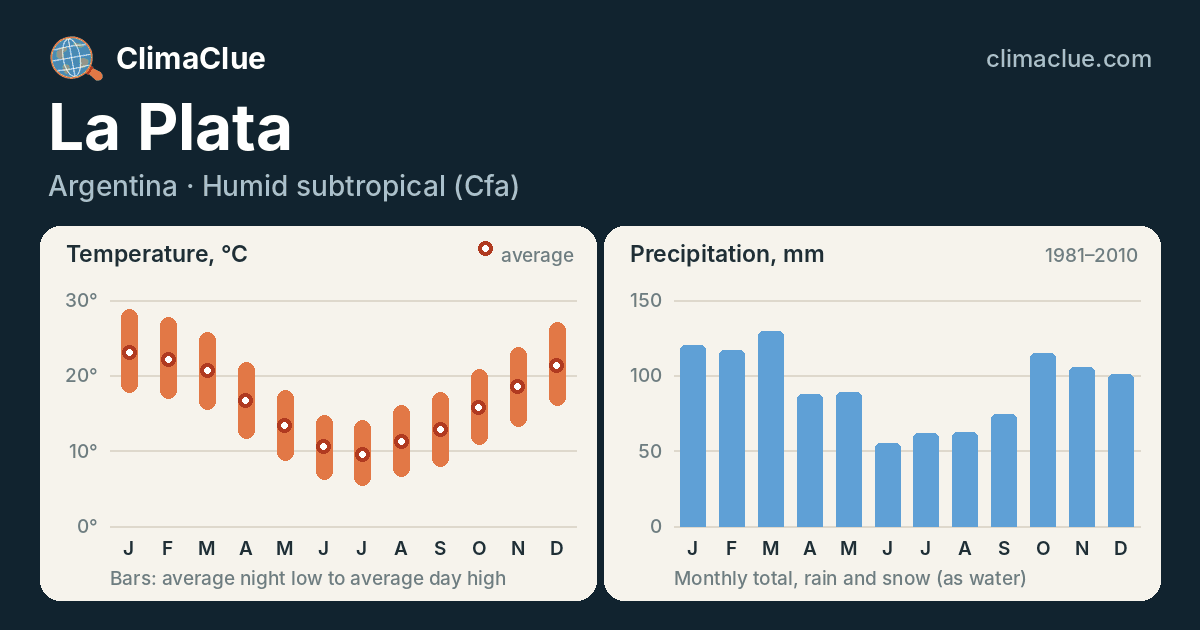 ClimaClue
climaclue.com
La Plata
Argentina · Humid subtropical (Cfa)
Temperature, °C
average
30°
20°
10°
0°
J F M A M J J A S O N D
Bars: average night low to average day high
Precipitation, mm
1981–2010
150
100
50
0
J F M A M J J A S O N D
Monthly total, rain and snow (as water)